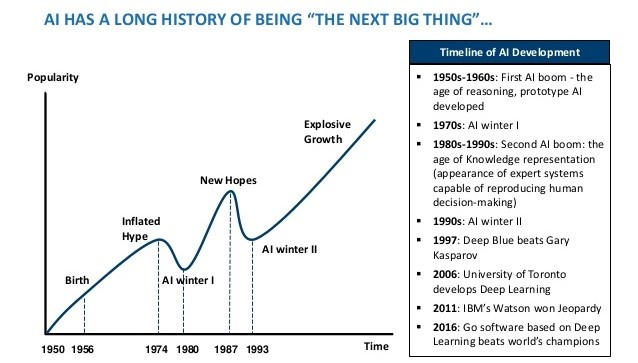 AI HAS A LONG HISTORY OF BEING “THE NEXT BIG THING”…
Popularity
Birth
Inflated
Hype
AI winter I
New Hopes
AI winter II
Explosive
Growth
1950 1956 1974 1980 1987 1993 Time
Timeline of AI Development
▪ 1950s-1960s: First AI boom - the
age of reasoning, prototype AI
developed
▪ 1970s: AI winter I
▪ 1980s-1990s: Second AI boom: the
age of Knowledge representation
(appearance of expert systems
capable of reproducing human
decision-making)
▪ 1990s: AI winter II
▪ 1997: Deep Blue beats Gary
Kasparov
▪ 2006: University of Toronto
develops Deep Learning
▪ 2011: IBM’s Watson won Jeopardy
▪ 2016: Go software based on Deep
Learning beats world’s champions